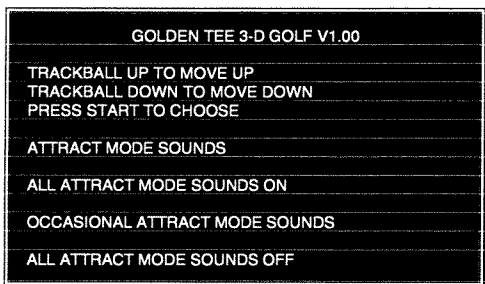 GOLDEN TEE 3-D GOLF V1.00
TRACKBALL UP TO MOVE UP
TRACKBALL DOWN TO MOVE DOWN
PRESS START TO CHOOSE
ATTRACT MODE SOUNDS
ALL ATTRACT MODE SOUNDS ON
OCCASIONAL ATTRACT MODE SOUNDS
ALL ATTRACT MODE SOUNDS OFF